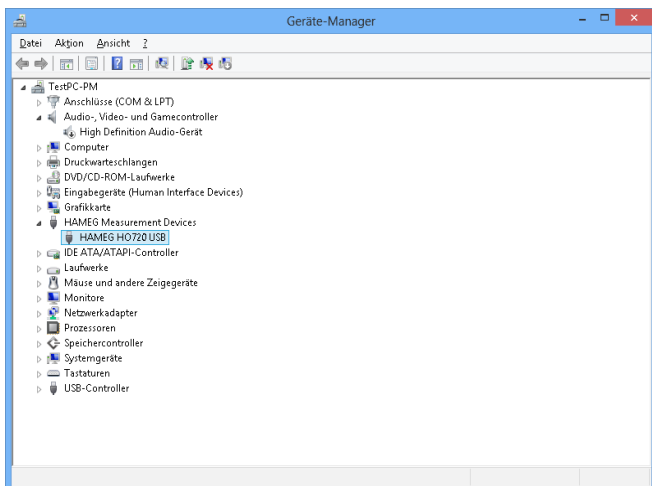 Geräte-Manager
Datei Aktion Ansicht ?
TestPC-PM
Anschlüsse (COM & LPT)
Audio-, Video- und Gamecontroller
High Definition Audio-Gerät
Computer
Druckwarteschlangen
DVD/CD-ROM-Laufwerke
Eingabegeräte (Human Interface Devices)
Grafikkarte
HAMEG Measurement Devices
HAMEG HO720 USB
IDE ATA/ATAPI-Controller
Laufwerke
Mäuse und andere Zeigegeräte
Monitore
Netzwerkadapter
Prozessoren
Speichercontroller
Systemgeräte
Tastaturen
USB-Controller